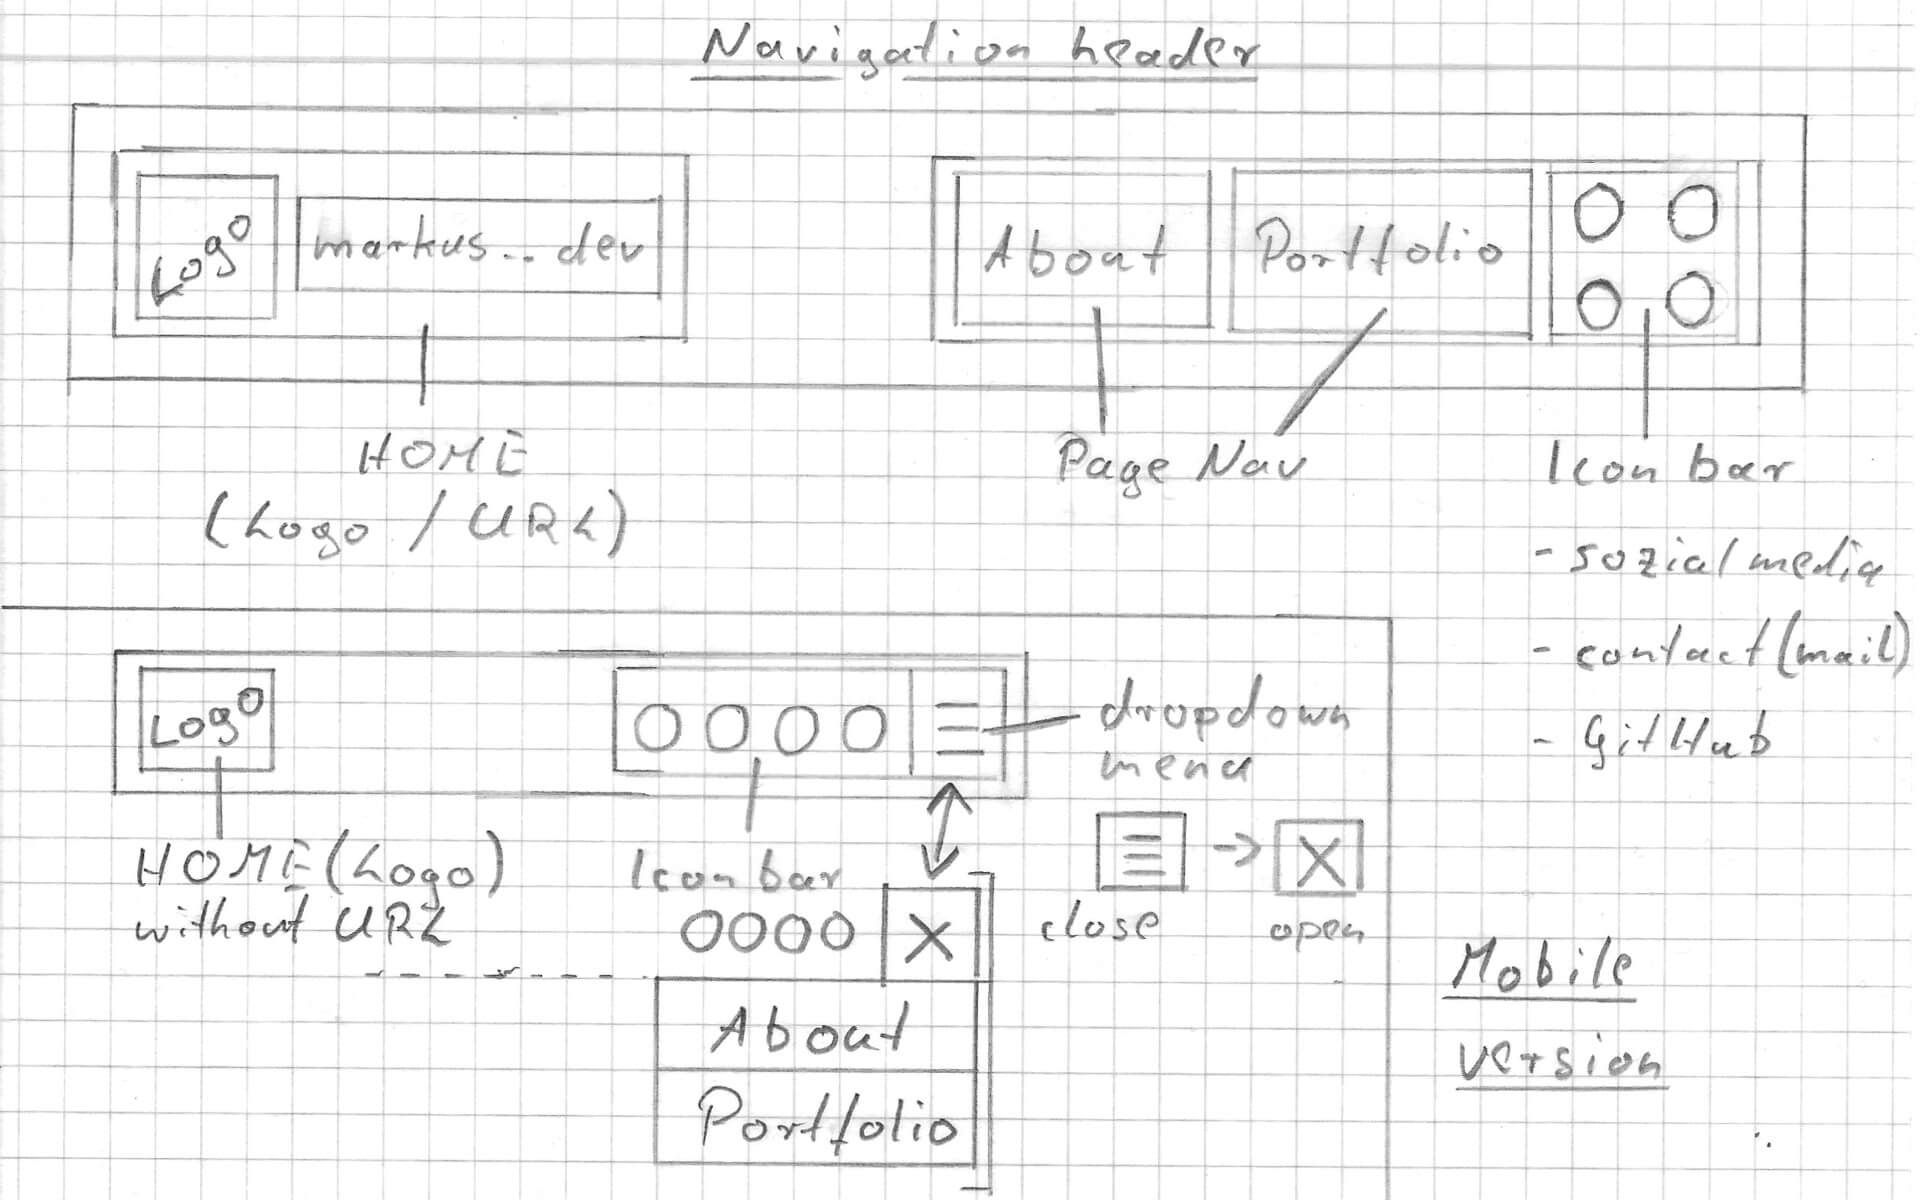 Navigation header
Logo
markus... dev
About
Portfolio
HOME
(Logo / URL)
Page Nav
Icon bar
- sozial media
- contact (mail)
- GitHub
Logo
dropdown
menu
HOME (Logo)
without URL
Icon bar
X
close
->
X
open
About
Portfolio
Mobile
version